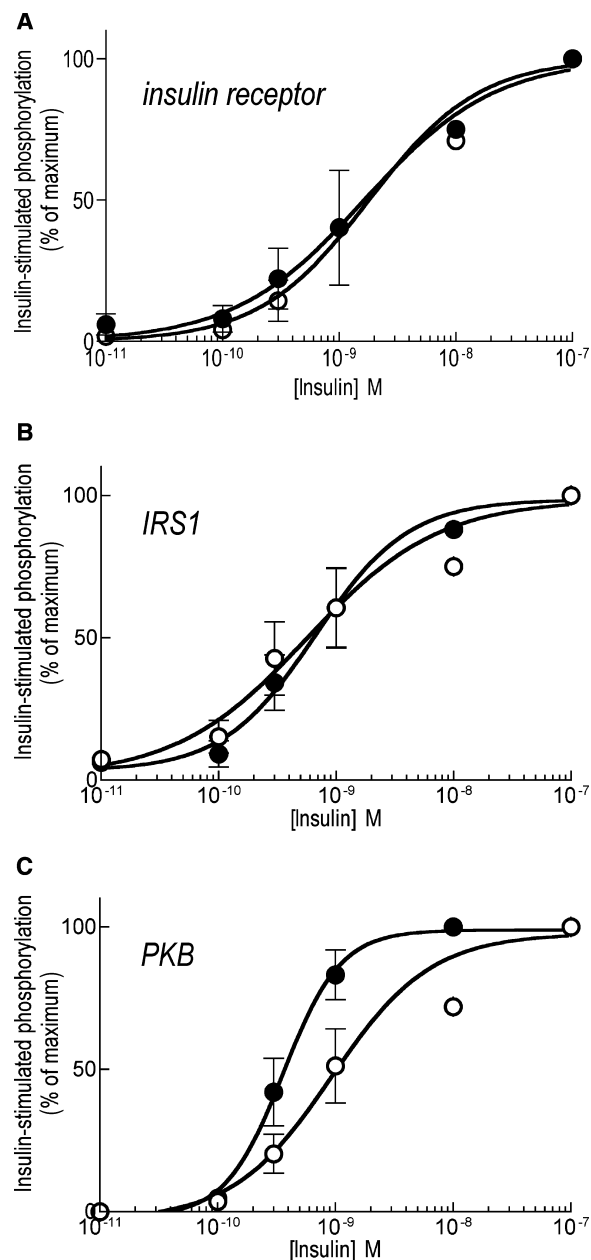 A
Insulin-stimulated phosphorylation
(% of maximum)
insulin receptor
100
50
0
10-11 10-10 10-9 10-8 10-7
[Insulin] M
B
Insulin-stimulated phosphorylation
(% of maximum)
IRS1
100
50
0
10-11 10-10 10-9 10-8 10-7
[Insulin] M
C
Insulin-stimulated phosphorylation
(% of maximum)
PKB
100
50
0
10-11 10-10 10-9 10-8 10-7
[Insulin] M